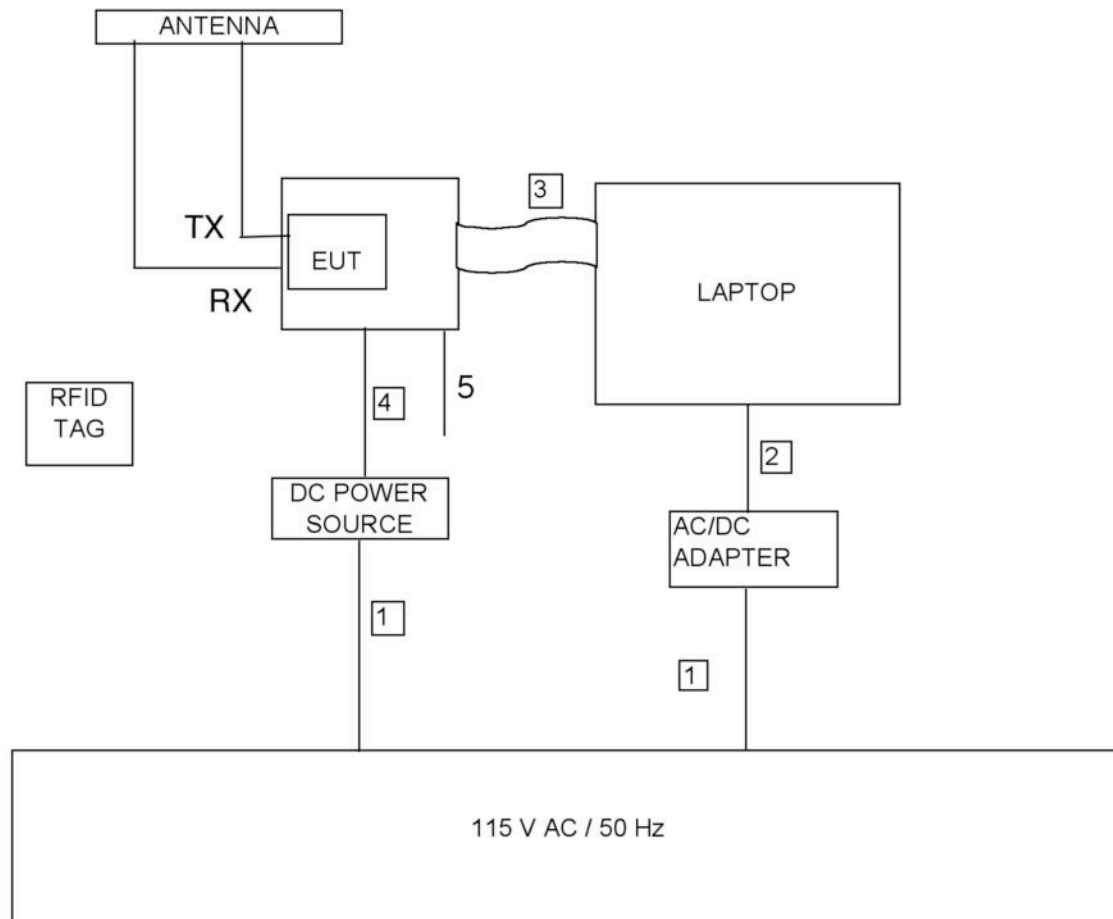 ANTENNA
3
TX
EUT
LAPTOP
RX
RFID
TAG
4
5
2
DC POWER
SOURCE
AC/DC
ADAPTER
1
1
115 V AC / 50 Hz